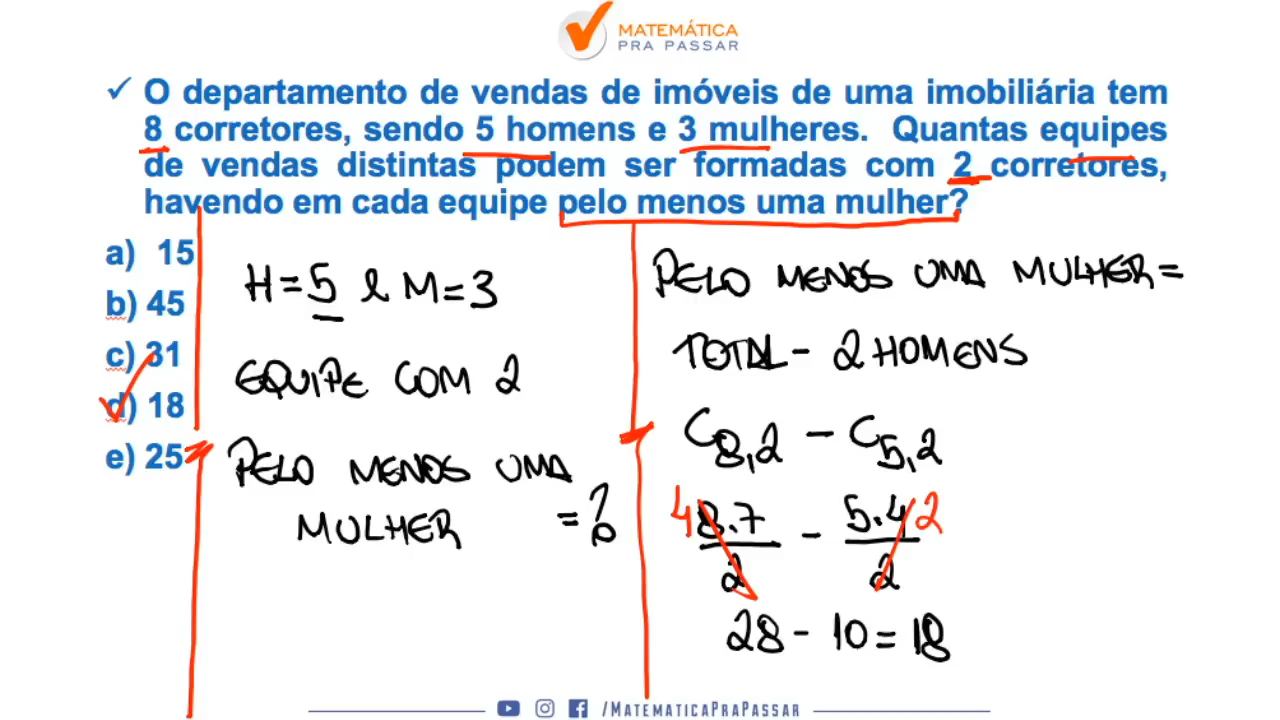 MATEMÁTICA
PRA PASSAR
✓ O departamento de vendas de imóveis de uma imobiliária tem
8 corretores, sendo 5 homens e 3 mulheres. Quantas equipes
de vendas distintas podem ser formadas com 2 corretores,
havendo em cada equipe pelo menos uma mulher?
a) 15
b) 45
c) 31
d) 18
e) 25
H = 5 e M = 3
EQUIPE COM 2
PELO MENOS UMA
MULHER = ?
PELO MENOS UMA MULHER =
TOTAL - 2 HOMENS
C8,2 - C5,2
4 8.7 - 5.4 2
2 2
28 - 10 = 18
/MATEMATICAPRAPASSAR